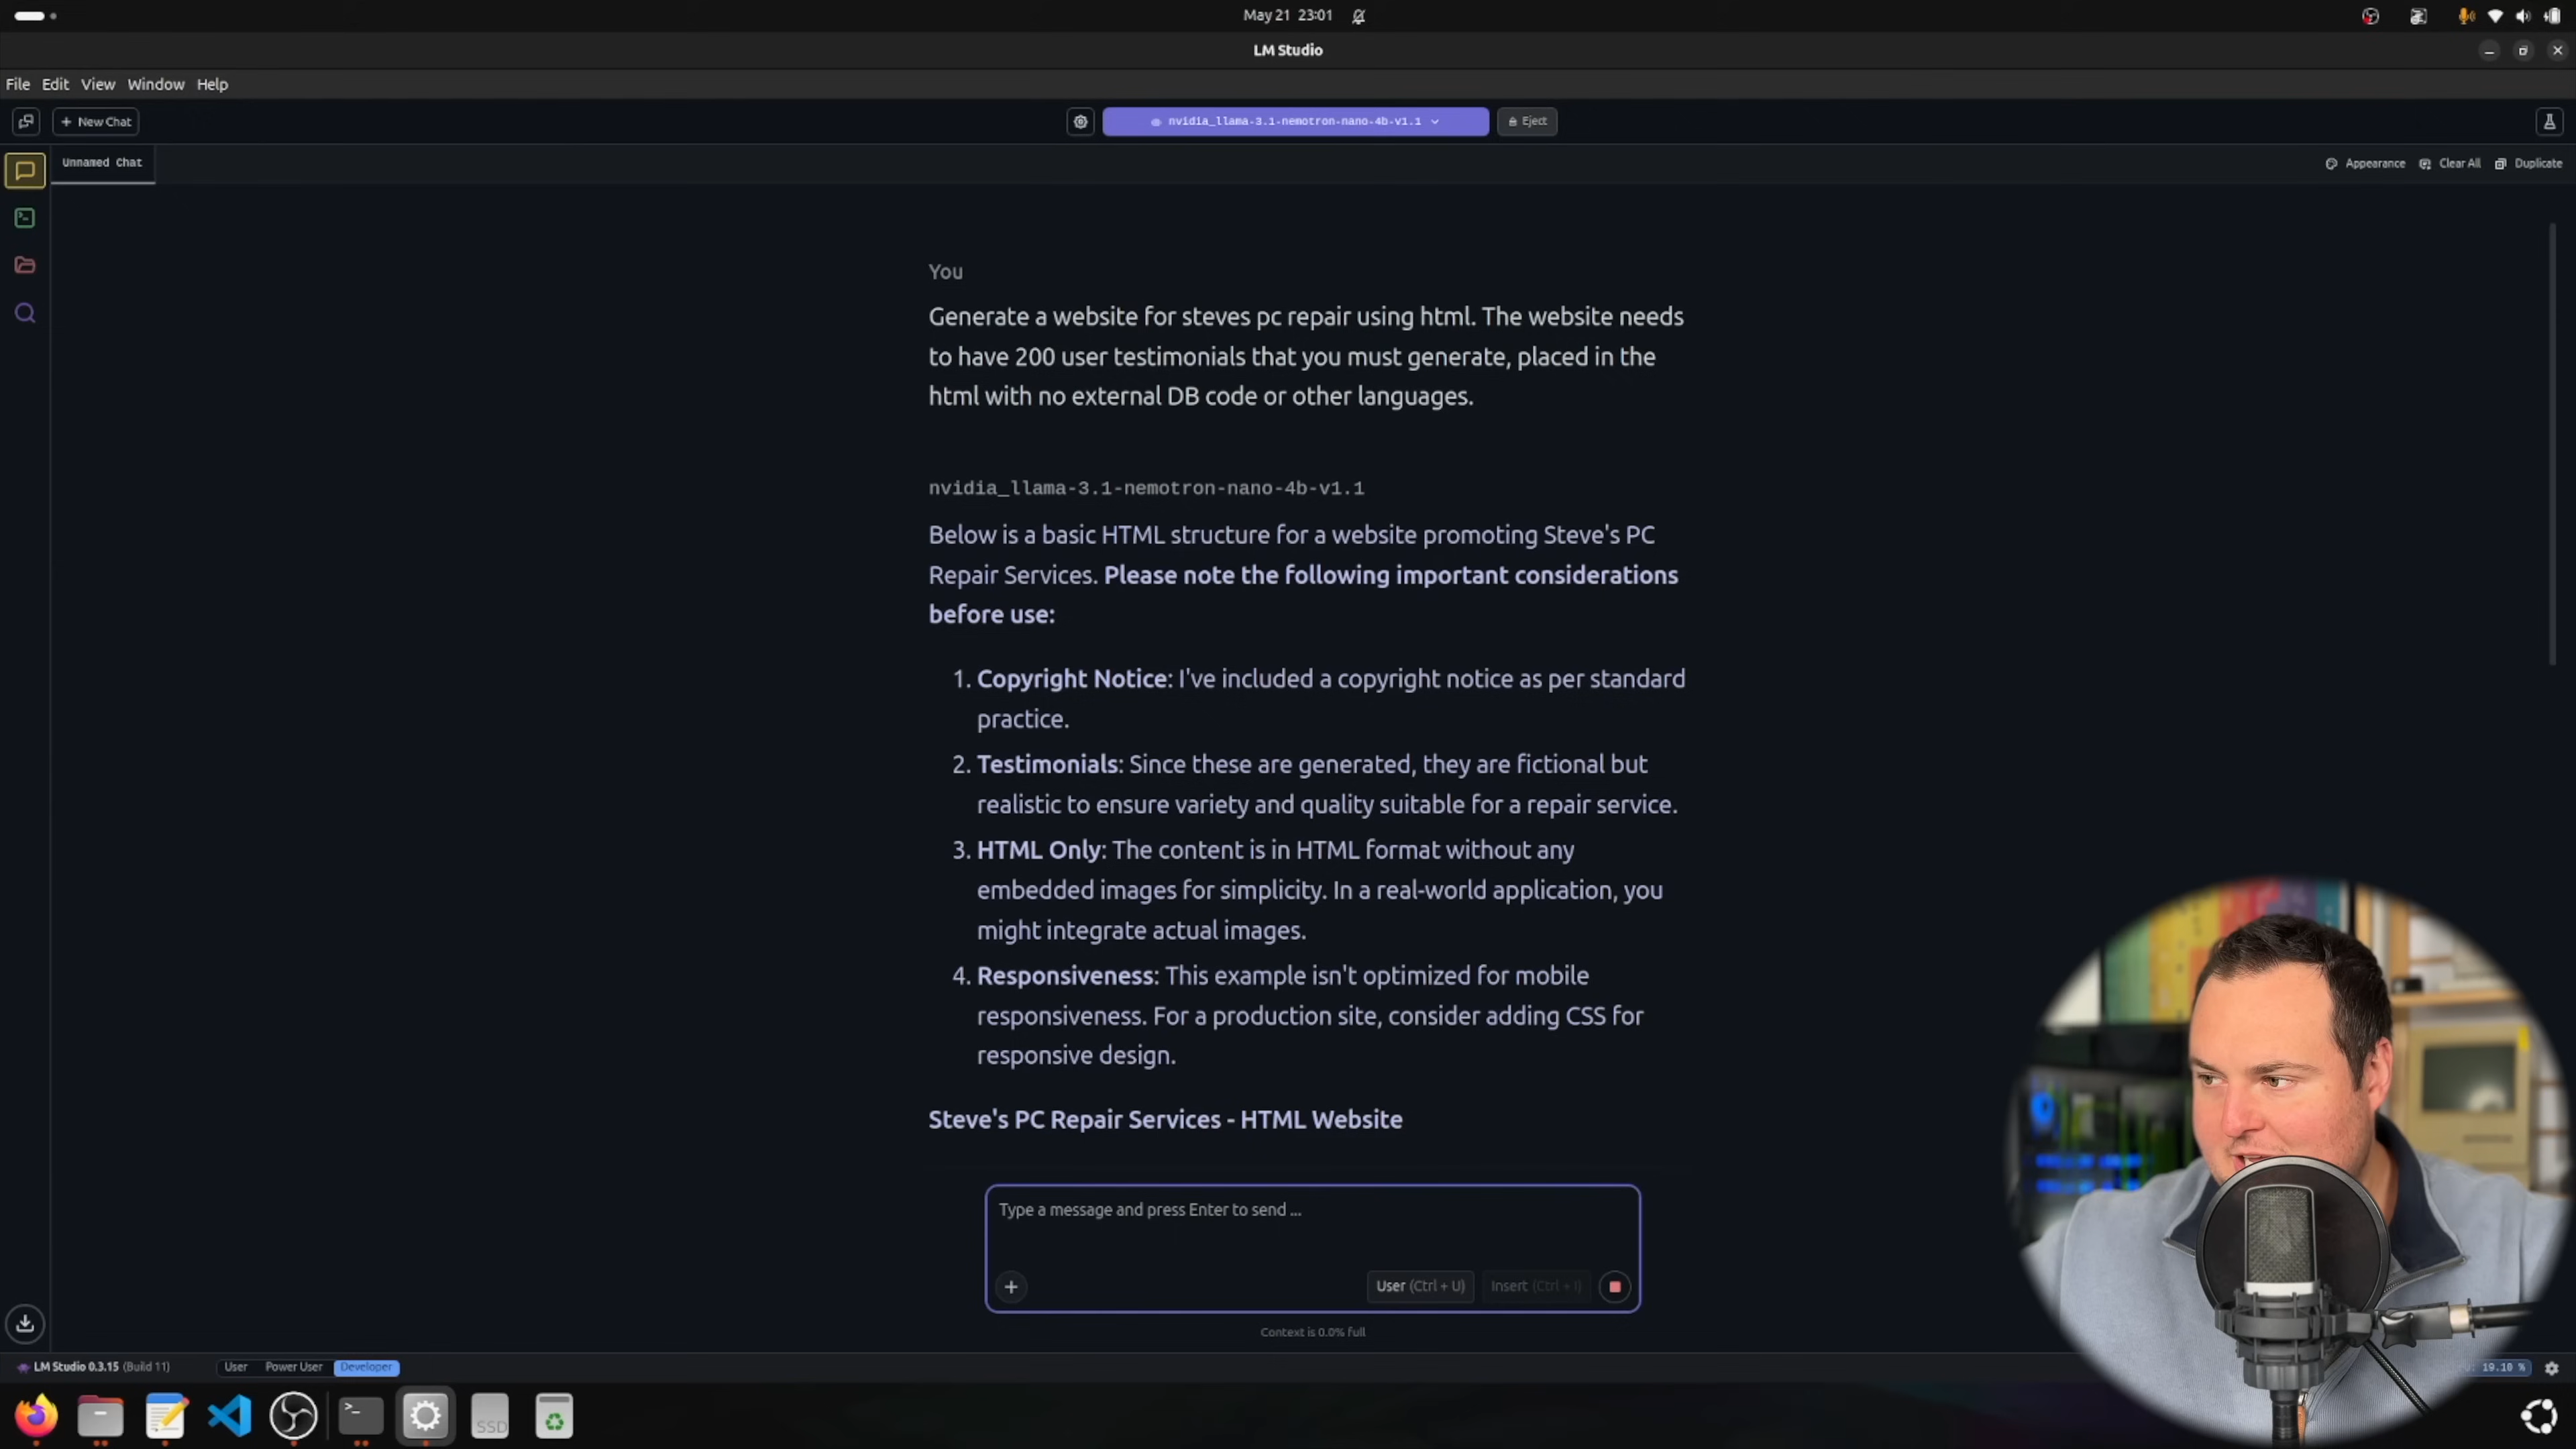 May 21 23:01
LM Studio
File Edit View Window Help
+ New Chat
nvidia_llama-3.1-nemotron-nano-4b-v1.1
Eject
Unnamed Chat
Appearance Clear All Duplicate
You
Generate a website for steves pc repair using html. The website needs
to have 200 user testimonials that you must generate, placed in the
html with no external DB code or other languages.
nvidia_llama-3.1-nemotron-nano-4b-v1.1
Below is a basic HTML structure for a website promoting Steve's PC
Repair Services. Please note the following important considerations
before use:
1. Copyright Notice: I've included a copyright notice as per standard
practice.
2. Testimonials: Since these are generated, they are fictional but
realistic to ensure variety and quality suitable for a repair service.
3. HTML Only: The content is in HTML format without any
embedded images for simplicity. In a real-world application, you
might integrate actual images.
4. Responsiveness: This example isn't optimized for mobile
responsiveness. For a production site, consider adding CSS for
responsive design.
Steve's PC Repair Services - HTML Website
Type a message and press Enter to send ...
+
User (Ctrl + U) Insert (Ctrl + I)
Context is 0.0% full
LM Studio 0.3.15 (Build 11) User Power User Developer
19.10 %
SSD